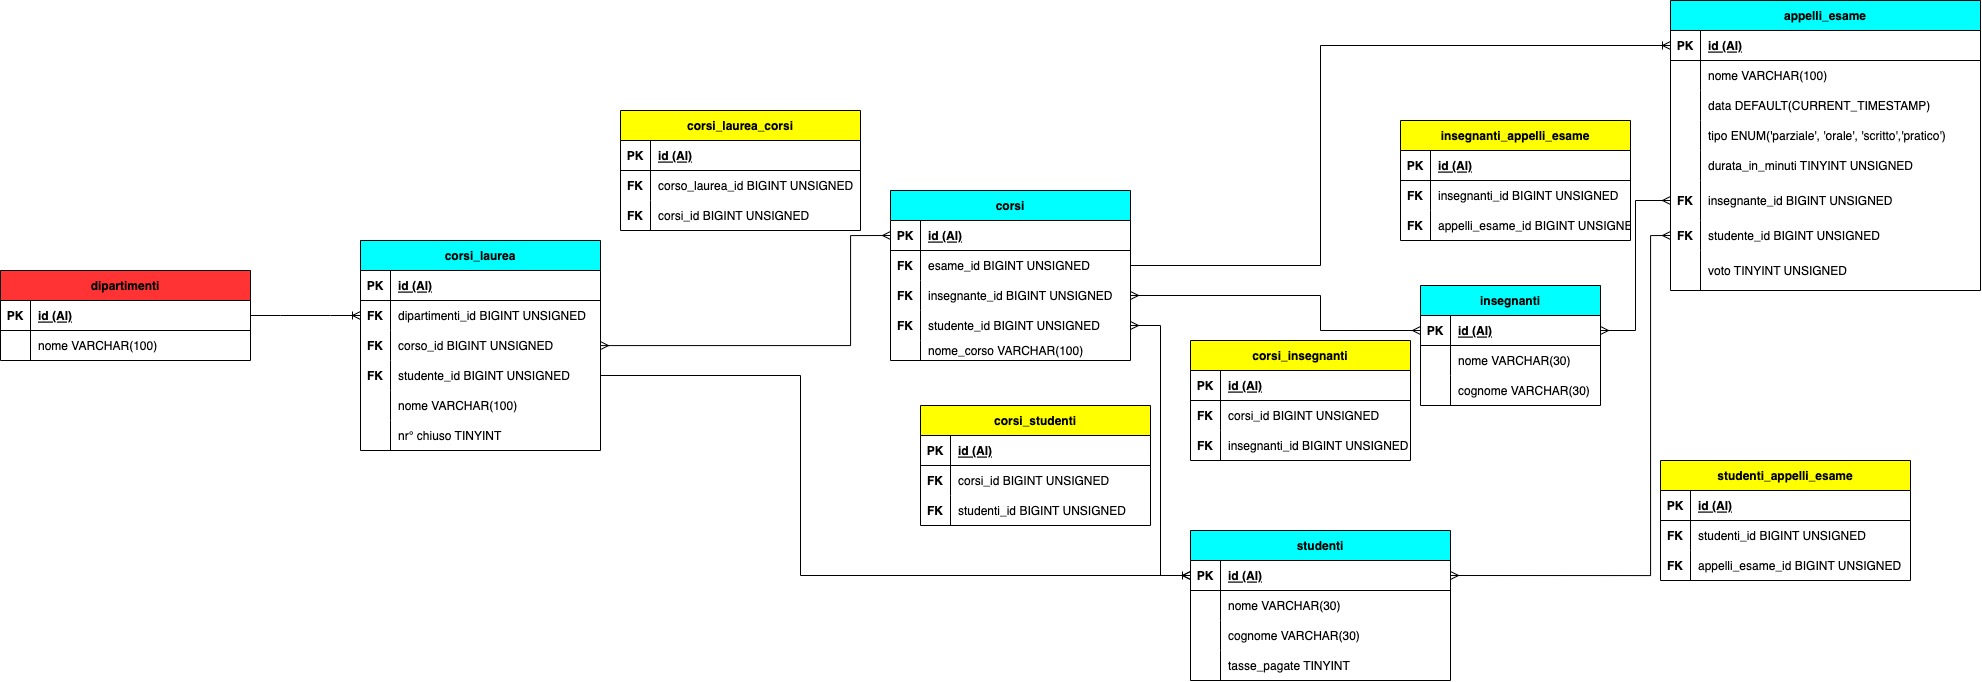 appelli_esame
PK id (AI)
nome VARCHAR(100)
data DEFAULT(CURRENT_TIMESTAMP)
tipo ENUM('parziale', 'orale', 'scritto','pratico')
durata_in_minuti TINYINT UNSIGNED
FK insegnante_id BIGINT UNSIGNED
FK studente_id BIGINT UNSIGNED
voto TINYINT UNSIGNED
corsi_laurea_corsi
PK id (AI)
FK corso_laurea_id BIGINT UNSIGNED
FK corsi_id BIGINT UNSIGNED
insegnanti_appelli_esame
PK id (AI)
FK insegnanti_id BIGINT UNSIGNED
FK appelli_esame_id BIGINT UNSIGNE
corsi
PK id (AI)
FK esame_id BIGINT UNSIGNED
FK insegnante_id BIGINT UNSIGNED
FK studente_id BIGINT UNSIGNED
nome_corso VARCHAR(100)
corsi_laurea
PK id (AI)
FK dipartimenti_id BIGINT UNSIGNED
FK corso_id BIGINT UNSIGNED
FK studente_id BIGINT UNSIGNED
nome VARCHAR(100)
nr° chiuso TINYINT
dipartimenti
PK id (AI)
nome VARCHAR(100)
insegnanti
PK id (AI)
nome VARCHAR(30)
cognome VARCHAR(30)
corsi_insegnanti
PK id (AI)
FK corsi_id BIGINT UNSIGNED
FK insegnanti_id BIGINT UNSIGNED
corsi_studenti
PK id (AI)
FK corsi_id BIGINT UNSIGNED
FK studenti_id BIGINT UNSIGNED
studenti_appelli_esame
PK id (AI)
FK studenti_id BIGINT UNSIGNED
FK appelli_esame_id BIGINT UNSIGNED
studenti
PK id (AI)
nome VARCHAR(30)
cognome VARCHAR(30)
tasse_pagate TINYINT